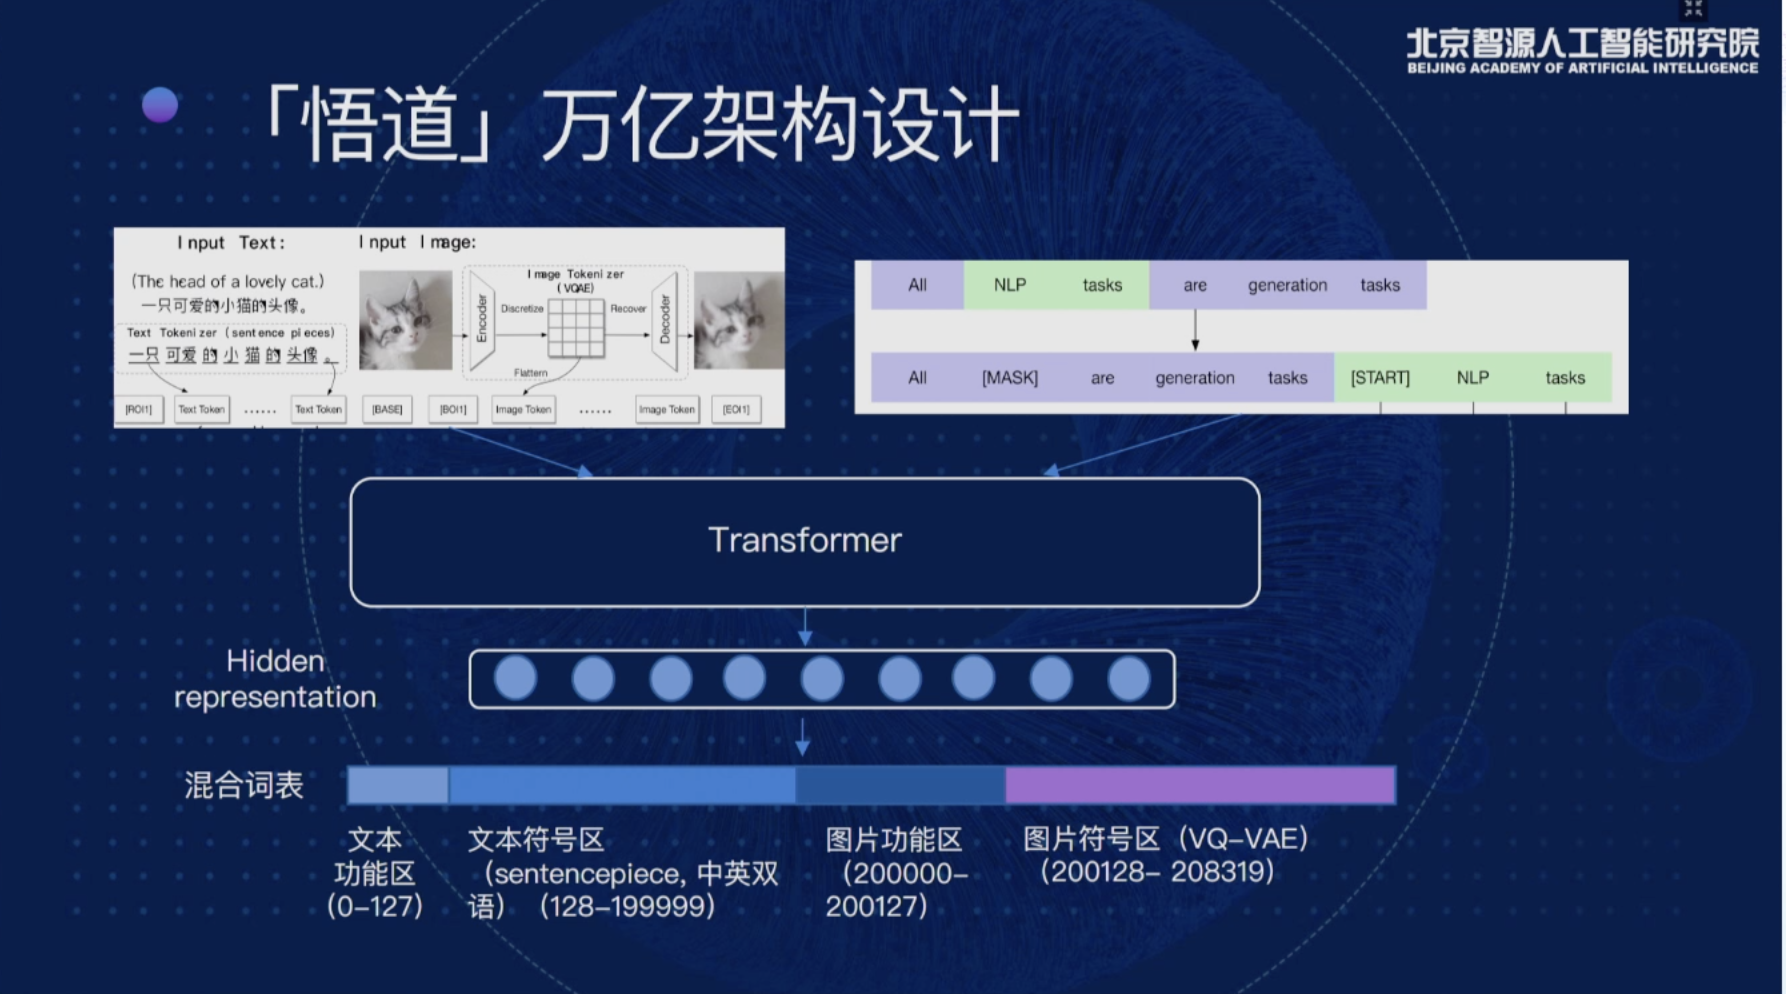 北京智源人工智能研究院
BEIJING ACADEMY OF ARTIFICIAL INTELLIGENCE
「悟道」万亿架构设计
Input Text:
Input Image:
(The head of a lovely cat.)
一只可爱的小猫的头像。
Text Tokenizer (sentence pieces)
一只 可爱 的 小 猫 的 头像 。
Image Tokenizer
(VQAE)
Encoder
Discretize
Recover
Decoder
Flattern
[ROI1] Text Token ...... Text Token [BASE] [BOI1] Image Token ...... Image Token [EOI1]
All NLP tasks are generation tasks
All [MASK] are generation tasks [START] NLP tasks
Transformer
Hidden
representation
混合词表
文本
功能区
(0-127)
文本符号区
（sentencepiece, 中英双
语）（128-199999）
图片功能区
（200000-
200127）
图片符号区（VQ-VAE）
（200128- 208319）